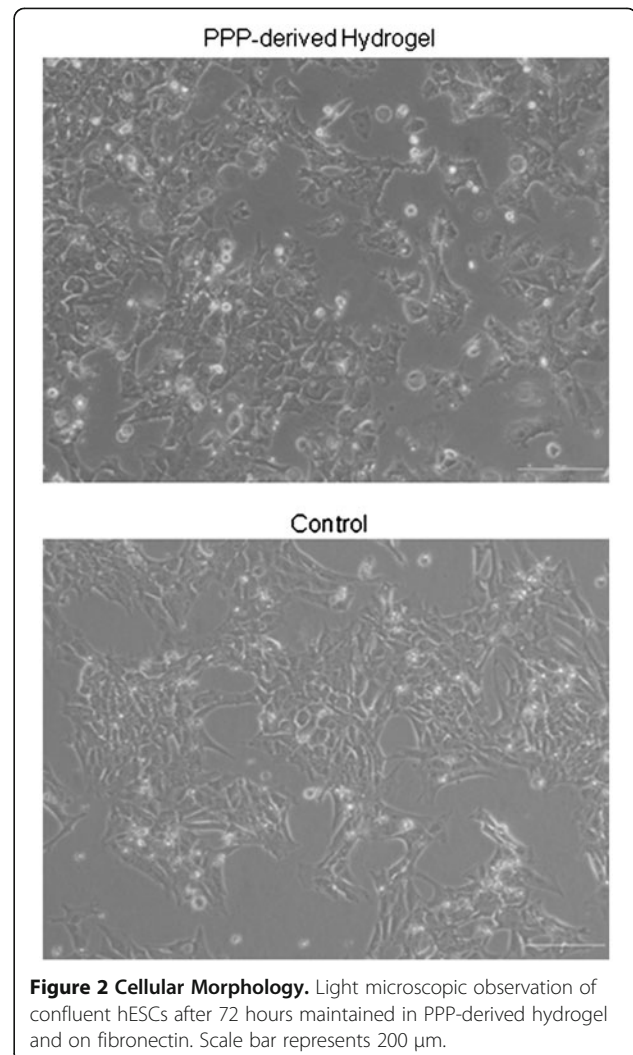 PPP-derived Hydrogel
Control
Figure 2 Cellular Morphology. Light microscopic observation of
confluent hESCs after 72 hours maintained in PPP-derived hydrogel
and on fibronectin. Scale bar represents 200 μm.